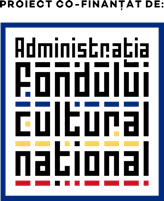 PROIECT CO-FINANȚAT DE:
Administrația
Fondului
cultural
național